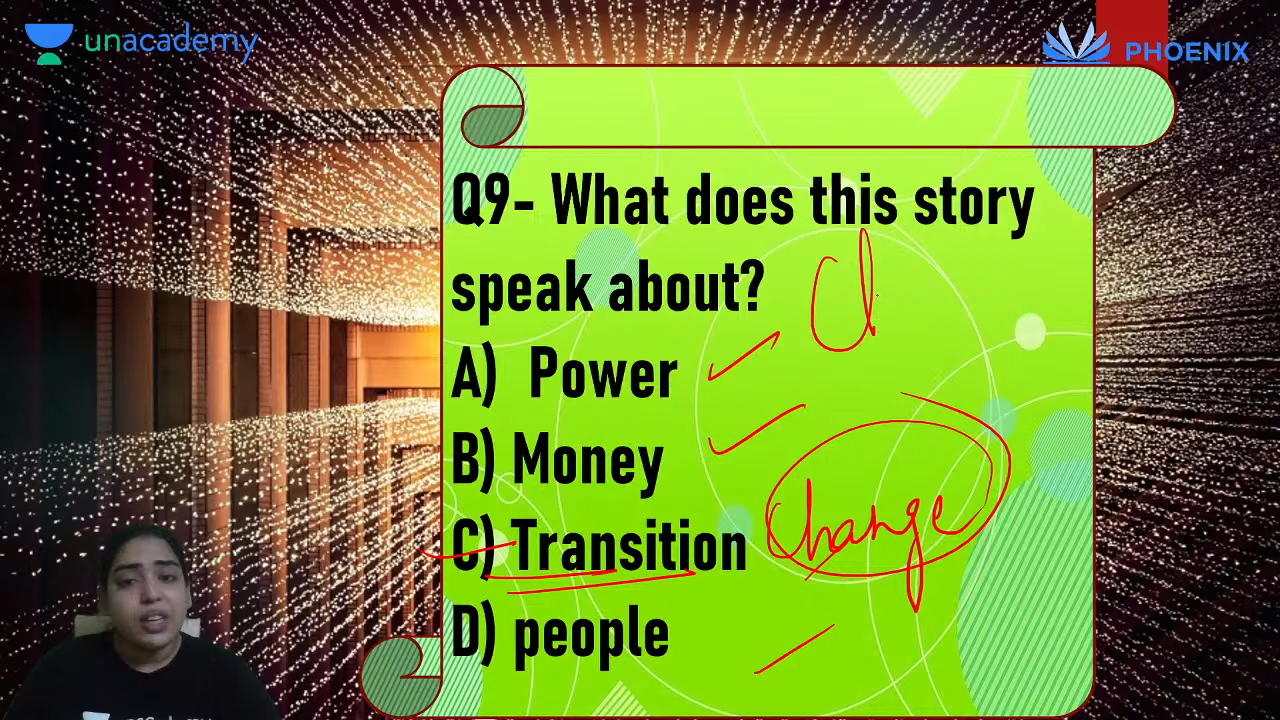 unacademy
PHOENIX
Q9- What does this story
speak about?
A) Power
B) Money
C) Transition
Change
D) people